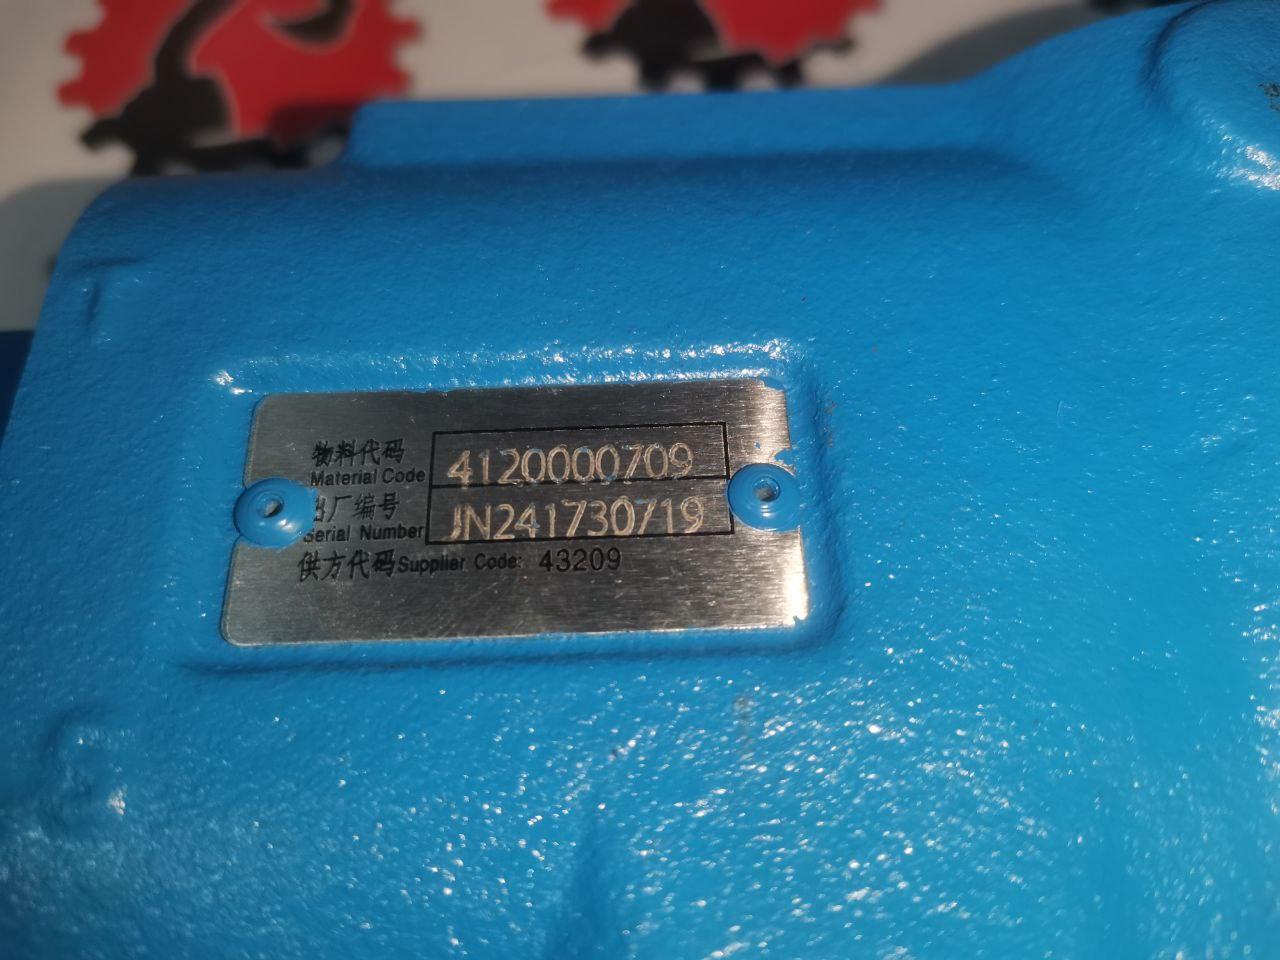 物料代码
Material Code 4120000709
出厂编号
Serial Number JN241730719
供方代码 Supplier Code: 43209